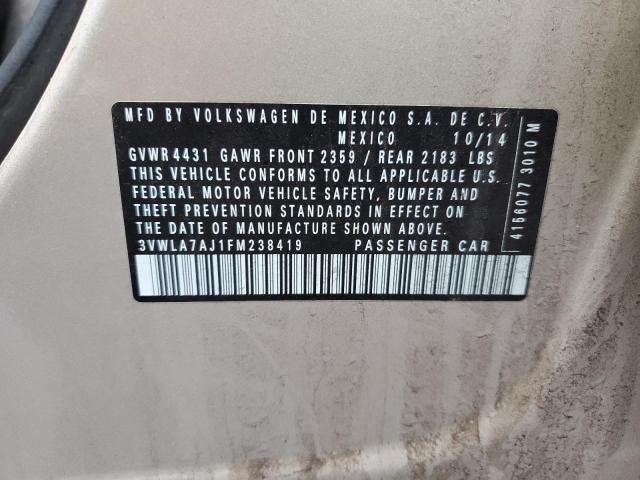 MFD BY VOLKSWAGEN DE MEXICO S.A. DE C.V.
MEXICO 10/14
GVWR 4431 GAWR FRONT 2359 / REAR 2183 LBS
THIS VEHICLE CONFORMS TO ALL APPLICABLE U.S.
FEDERAL MOTOR VEHICLE SAFETY, BUMPER AND
THEFT PREVENTION STANDARDS IN EFFECT ON
THE DATE OF MANUFACTURE SHOWN ABOVE.
3VWLA7AJ1FM238419 PASSENGER CAR
4156077 3010 M